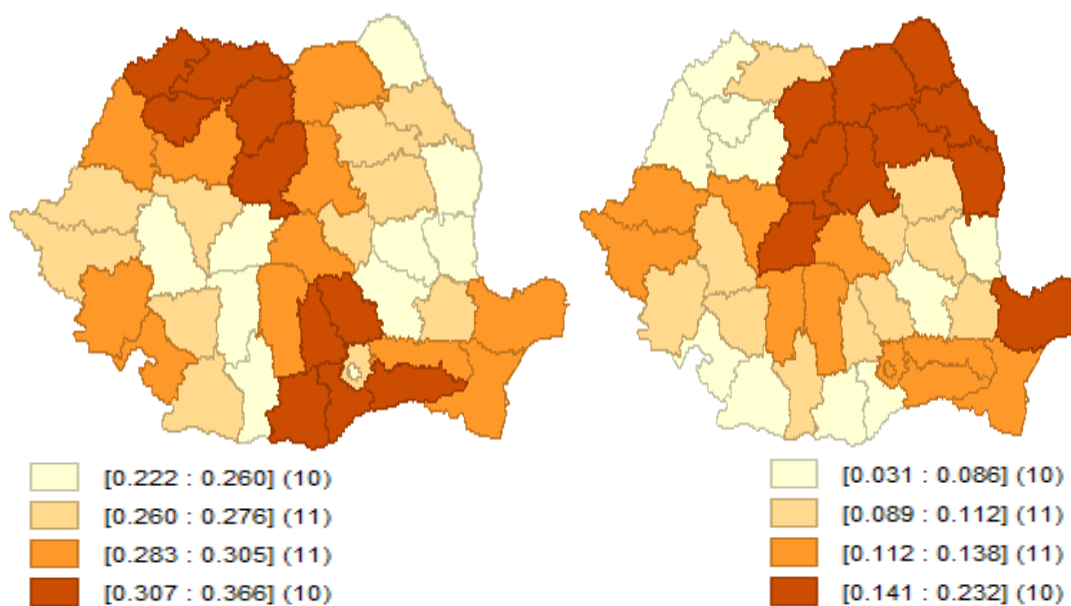 [0.222 : 0.260] (10)
[0.260 : 0.276] (11)
[0.283 : 0.305] (11)
[0.307 : 0.366] (10)
[0.031 : 0.086] (10)
[0.089 : 0.112] (11)
[0.112 : 0.138] (11)
[0.141 : 0.232] (10)